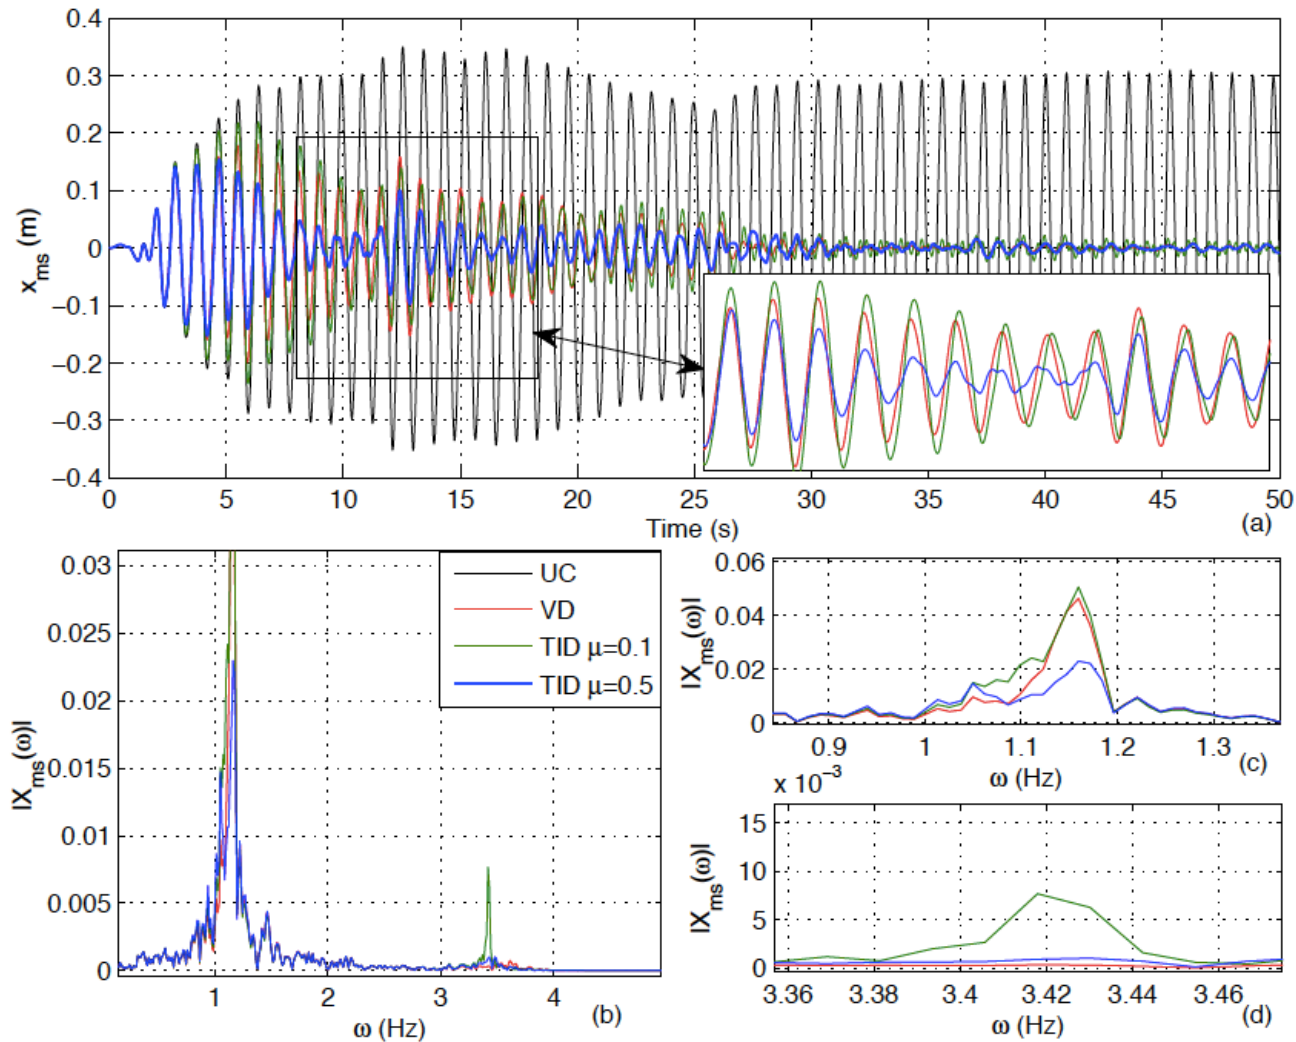 0.4
0.3
0.2
0.1
0
−0.1
−0.2
−0.3
−0.4
x_ms (m)
0 5 10 15 20 25 30 35 40 45 50
Time (s)
(a)
0.03
0.025
0.02
0.015
0.01
0.005
0
|X_ms(ω)|
UC
VD
TID μ=0.1
TID μ=0.5
1 2 3 4
ω (Hz)
(b)
0.06
0.04
0.02
0
|X_ms(ω)|
0.9 1 1.1 1.2 1.3
ω (Hz)
(c)
x 10⁻³
15
10
5
0
|X_ms(ω)|
3.36 3.38 3.4 3.42 3.44 3.46
ω (Hz)
(d)